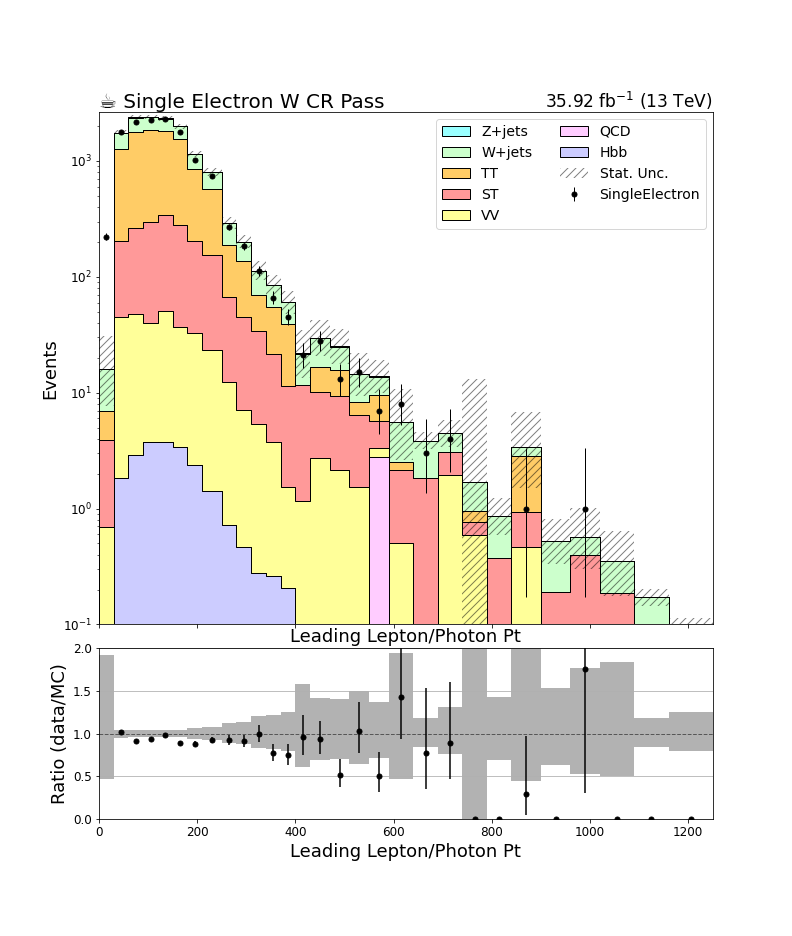 ☕ Single Electron W CR Pass
35.92 fb⁻¹ (13 TeV)
Z+jets
W+jets
TT
ST
VV
QCD
Hbb
Stat. Unc.
SingleElectron
Events
10³
10²
10¹
10⁰
10⁻¹
Leading Lepton/Photon Pt
Ratio (data/MC)
2.0
1.5
1.0
0.5
0.0
0 200 400 600 800 1000 1200
Leading Lepton/Photon Pt